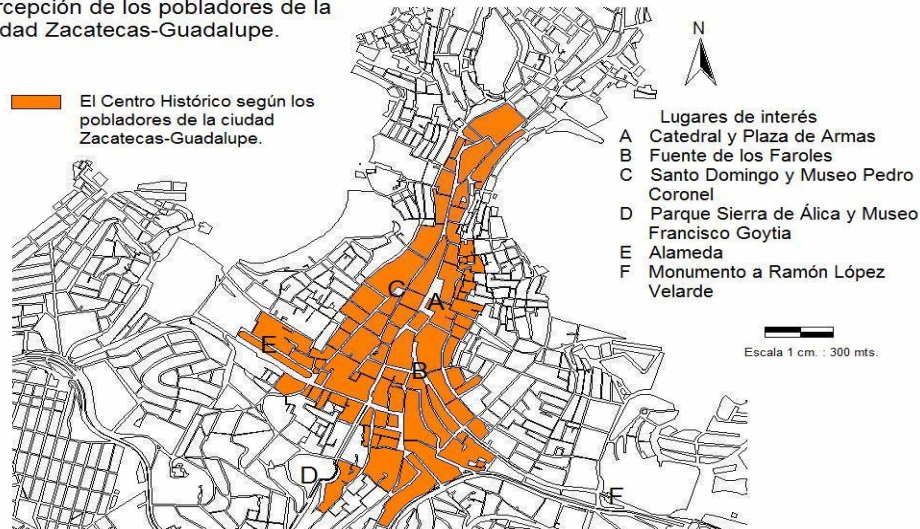 rcepción de los pobladores de la
dad Zacatecas-Guadalupe.
El Centro Histórico según los
pobladores de la ciudad
Zacatecas-Guadalupe.
N
Lugares de interés
A Catedral y Plaza de Armas
B Fuente de los Faroles
C Santo Domingo y Museo Pedro
Coronel
D Parque Sierra de Álica y Museo
Francisco Goytia
E Alameda
F Monumento a Ramón López
Velarde
Escala 1 cm. : 300 mts.
C
A
E
B
D
F